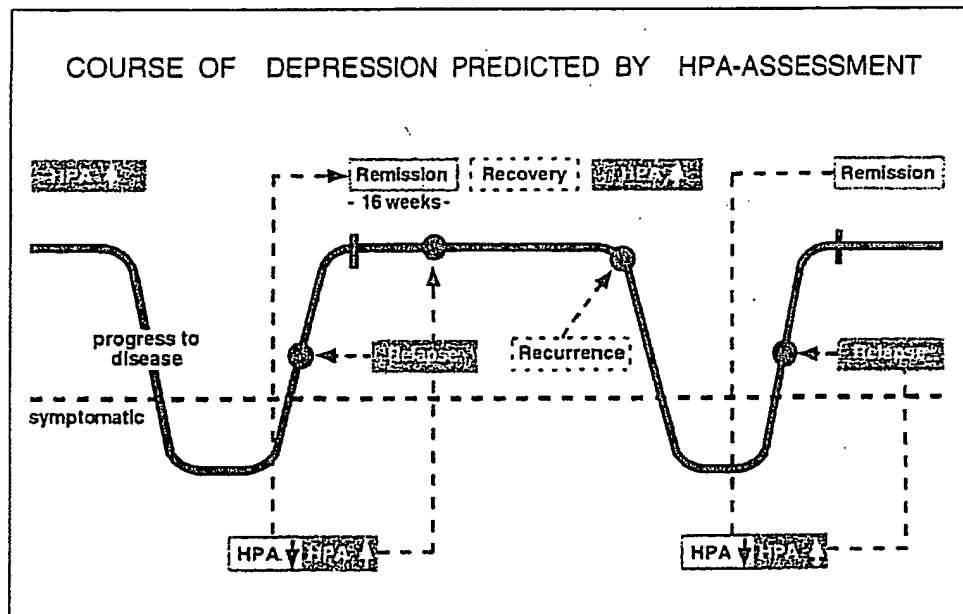 COURSE OF DEPRESSION PREDICTED BY HPA-ASSESSMENT
HPA
Remission
Recovery
HPA
Remission
- 16 weeks -
progress to
disease
Relapse
Recurrence
Relapse
symptomatic
HPA
HPA
HPA
HPA